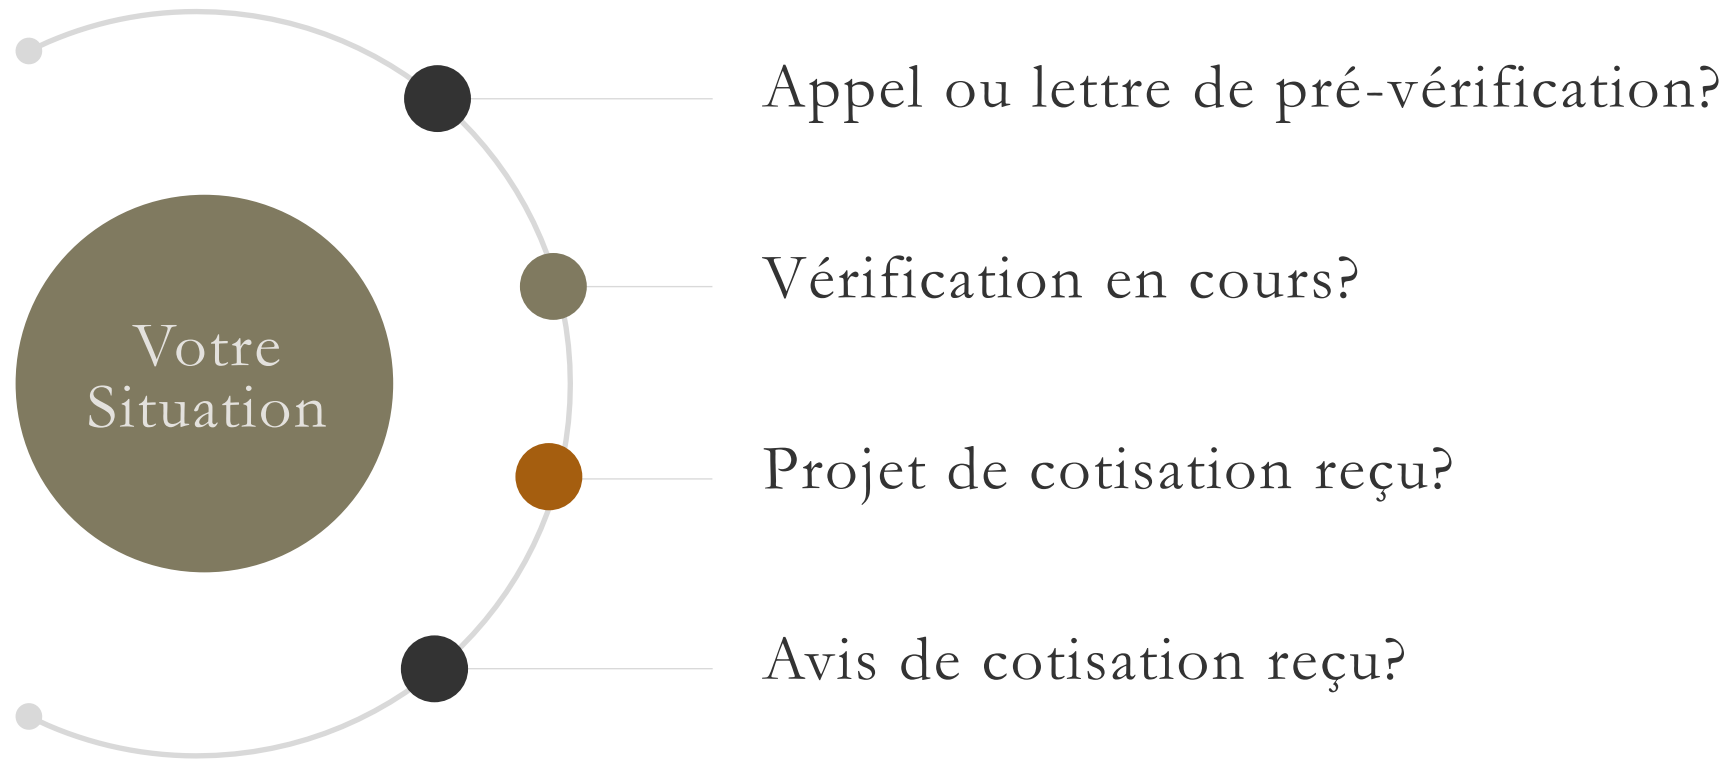 Appel ou lettre de pré-vérification?
Vérification en cours?
Votre
Situation
Projet de cotisation reçu?
Avis de cotisation reçu?